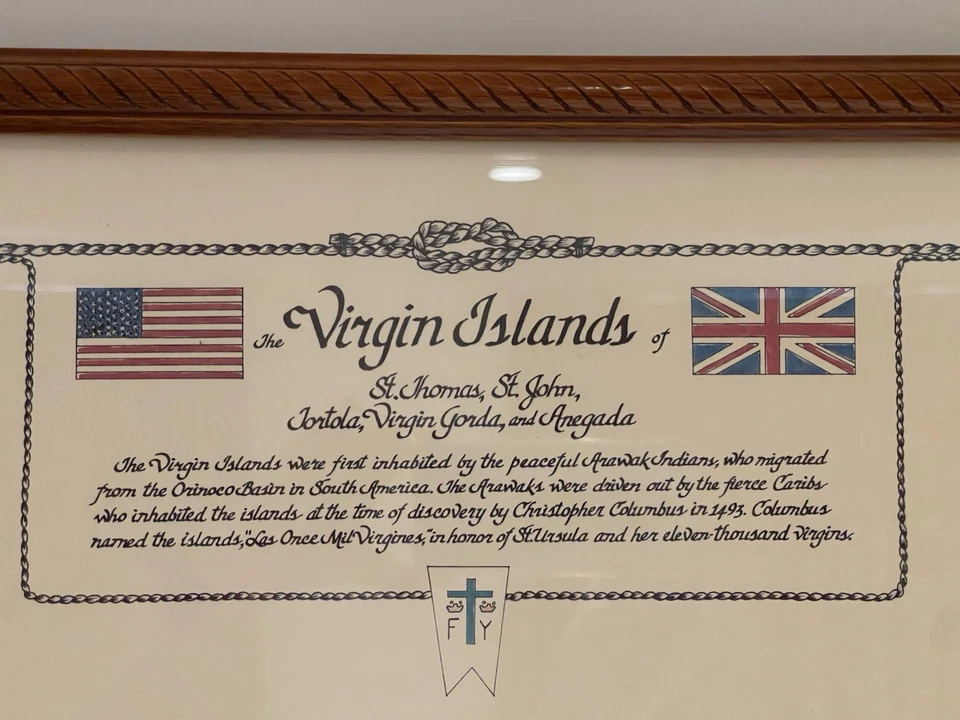 The Virgin Islands of
St. Thomas, St. John,
Tortola, Virgin Gorda, and Anegada
The Virgin Islands were first inhabited by the peaceful Arawak Indians, who migrated
from the Orinoco Basin in South America. The Arawaks were driven out by the fierce Caribs
who inhabited the islands at the time of discovery by Christopher Columbus in 1493. Columbus
named the islands, "Las Once Mil Virgines," in honor of St. Ursula and her eleven-thousand virgins.
F Y